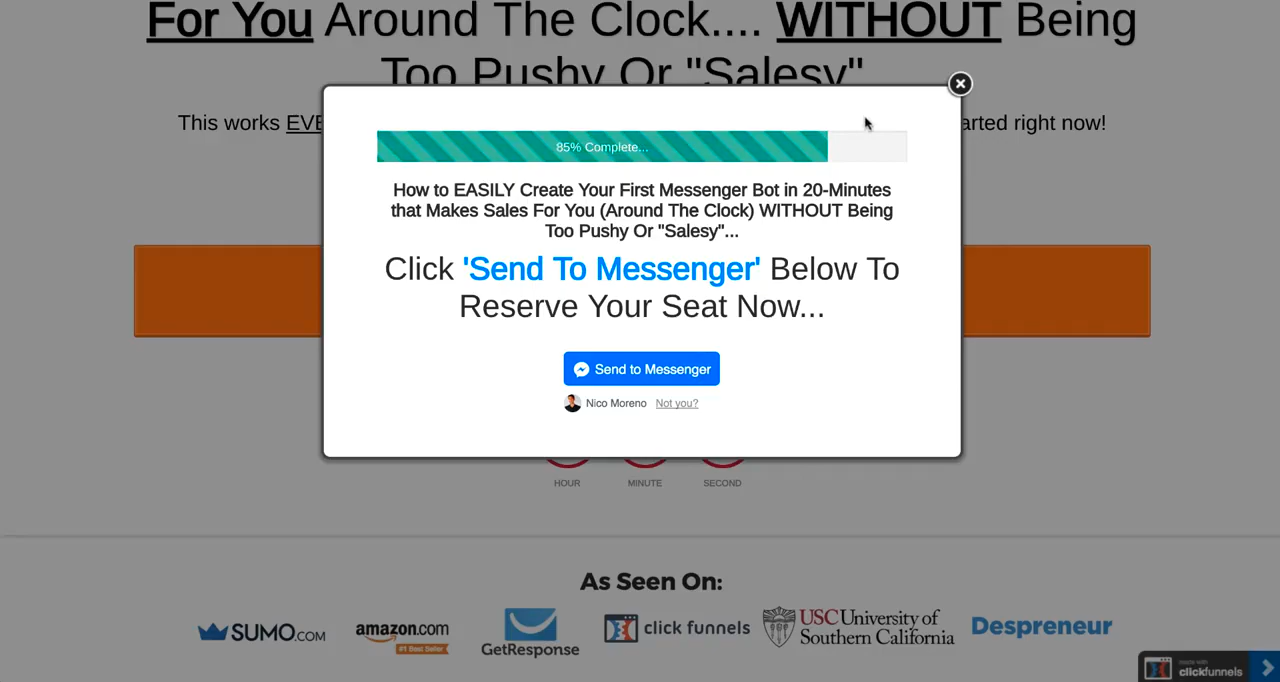 For You Around The Clock.... WITHOUT Being
Too Pushy Or "Salesy"
This works EVE
arted right now!
85% Complete...
How to EASILY Create Your First Messenger Bot in 20-Minutes
that Makes Sales For You (Around The Clock) WITHOUT Being
Too Pushy Or "Salesy"...
Click 'Send To Messenger' Below To
Reserve Your Seat Now...
Send to Messenger
Nico Moreno Not you?
HOUR MINUTE SECOND
As Seen On:
SUMO.COM
amazon.com
#1 Best Seller
GetResponse
click funnels
USC University of
Southern California
Despreneur
made with
clickfunnels